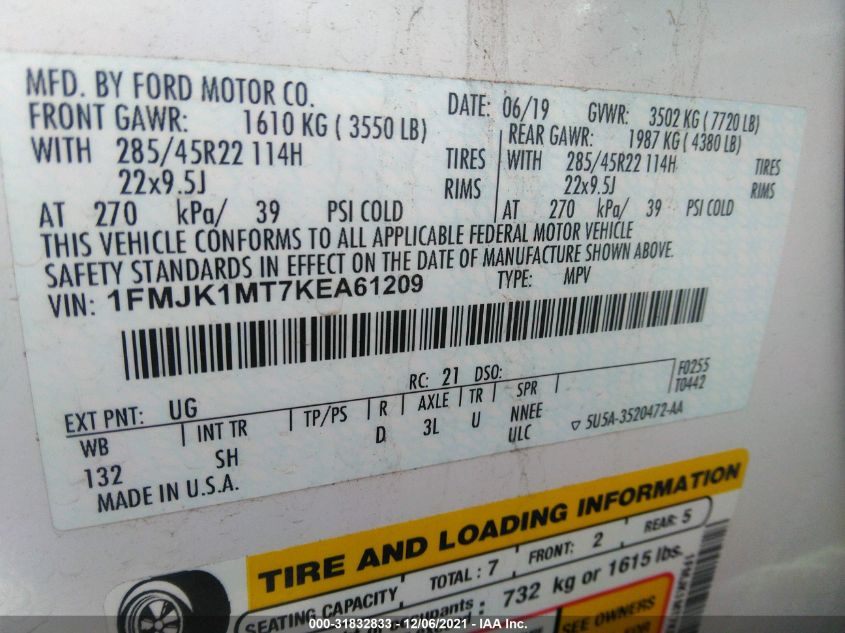 MFD. BY FORD MOTOR CO.
DATE: 06/19 GVWR: 3502 KG (7720 LB)
FRONT GAWR: 1610 KG (3550 LB)
REAR GAWR: 1987 KG (4380 LB)
WITH 285/45R22 114H TIRES
WITH 285/45R22 114H TIRES
22x9.5J RIMS
22x9.5J RIMS
AT 270 kPa/ 39 PSI COLD
AT 270 kPa/ 39 PSI COLD
THIS VEHICLE CONFORMS TO ALL APPLICABLE FEDERAL MOTOR VEHICLE
SAFETY STANDARDS IN EFFECT ON THE DATE OF MANUFACTURE SHOWN ABOVE.
VIN: 1FMJK1MT7KEA61209 TYPE: MPV
F0255
RC: 21 DSO: T0442
EXT PNT: UG
WB INT TR TP/PS R AXLE TR SPR
132 SH D 3L U NNEE
ULC
▽ 5U5A-3520472-AA
MADE IN U.S.A.
TIRE AND LOADING INFORMATION
SEATING CAPACITY TOTAL: 7 FRONT: 2 REAR: 5
732 kg or 1615 lbs.
SEE OWNERS
000-31832833 - 12/06/2021 - IAA Inc.